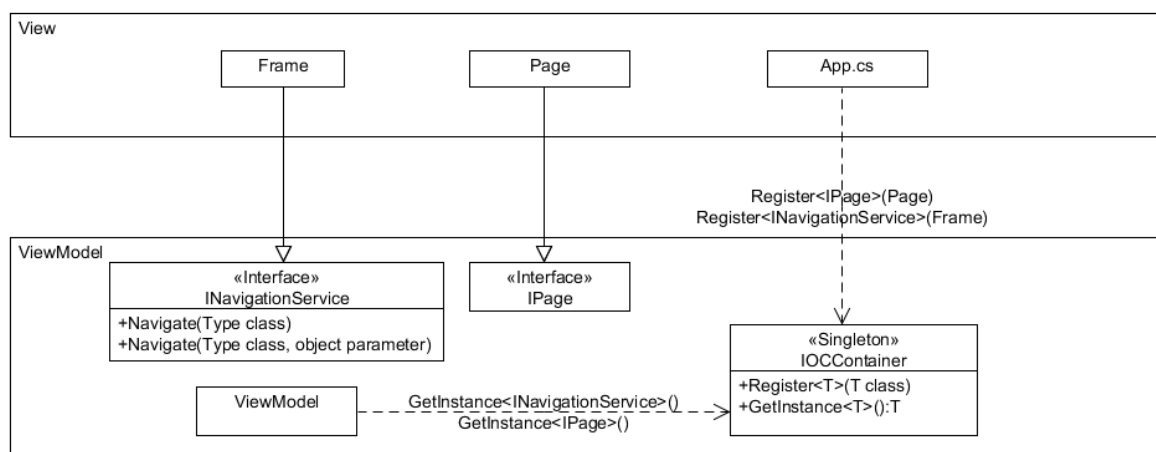 View
Frame
Page
App.cs
Register<IPage>(Page)
Register<INavigationService>(Frame)
ViewModel
«Interface»
INavigationService
+Navigate(Type class)
+Navigate(Type class, object parameter)
«Interface»
IPage
«Singleton»
IOCContainer
+Register<T>(T class)
+GetInstance<T>():T
ViewModel
GetInstance<INavigationService>()
GetInstance<IPage>()